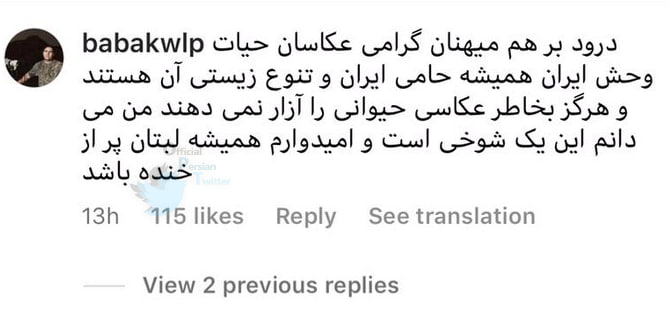 babakwlp درود بر هم میهنان گرامی عکاسان حیات
وحش ایران همیشه حامی ایران و تنوع زیستی آن هستند
و هرگز بخاطر عکاسی حیوانی را آزار نمی دهند من می
دانم این یک شوخی است و امیدوارم همیشه لبتان پر از
خنده باشد
Official
Persian
Twitter
13h 115 likes Reply See translation
View 2 previous replies